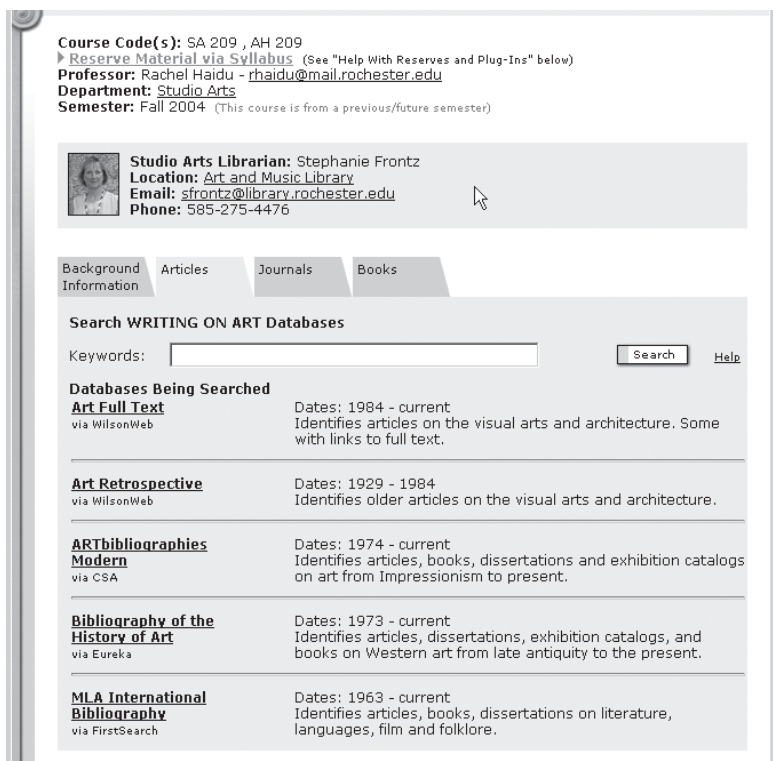 Course Code(s): SA 209 , AH 209
Reserve Material via Syllabus (See "Help With Reserves and Plug-Ins" below)
Professor: Rachel Haidu - rhaidu@mail.rochester.edu
Department: Studio Arts
Semester: Fall 2004 (This course is from a previous/future semester)
Studio Arts Librarian: Stephanie Frontz
Location: Art and Music Library
Email: sfrontz@library.rochester.edu
Phone: 585-275-4476
Background Information
Articles
Journals
Books
Search WRITING ON ART Databases
Keywords:
Search
Help
Databases Being Searched
Art Full Text
via WilsonWeb
Dates: 1984 - current
Identifies articles on the visual arts and architecture. Some
with links to full text.
Art Retrospective
via WilsonWeb
Dates: 1929 - 1984
Identifies older articles on the visual arts and architecture.
ARTbibliographies
Modern
via CSA
Dates: 1974 - current
Identifies articles, books, dissertations and exhibition catalogs
on art from Impressionism to present.
Bibliography of the
History of Art
via Eureka
Dates: 1973 - current
Identifies articles, dissertations, exhibition catalogs, and
books on Western art from late antiquity to the present.
MLA International
Bibliography
via FirstSearch
Dates: 1963 - current
Identifies articles, books, dissertations on literature,
languages, film and folklore.